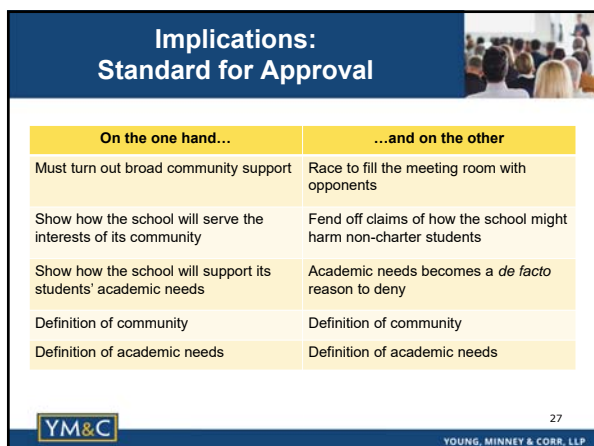 Implications:
Standard for Approval
On the one hand…
…and on the other
Must turn out broad community support
Race to fill the meeting room with
opponents
Show how the school will serve the
interests of its community
Fend off claims of how the school might
harm non-charter students
Show how the school will support its
students’ academic needs
Academic needs becomes a de facto
reason to deny
Definition of community
Definition of community
Definition of academic needs
Definition of academic needs
27
YM&C
YOUNG, MINNEY & CORR, LLP